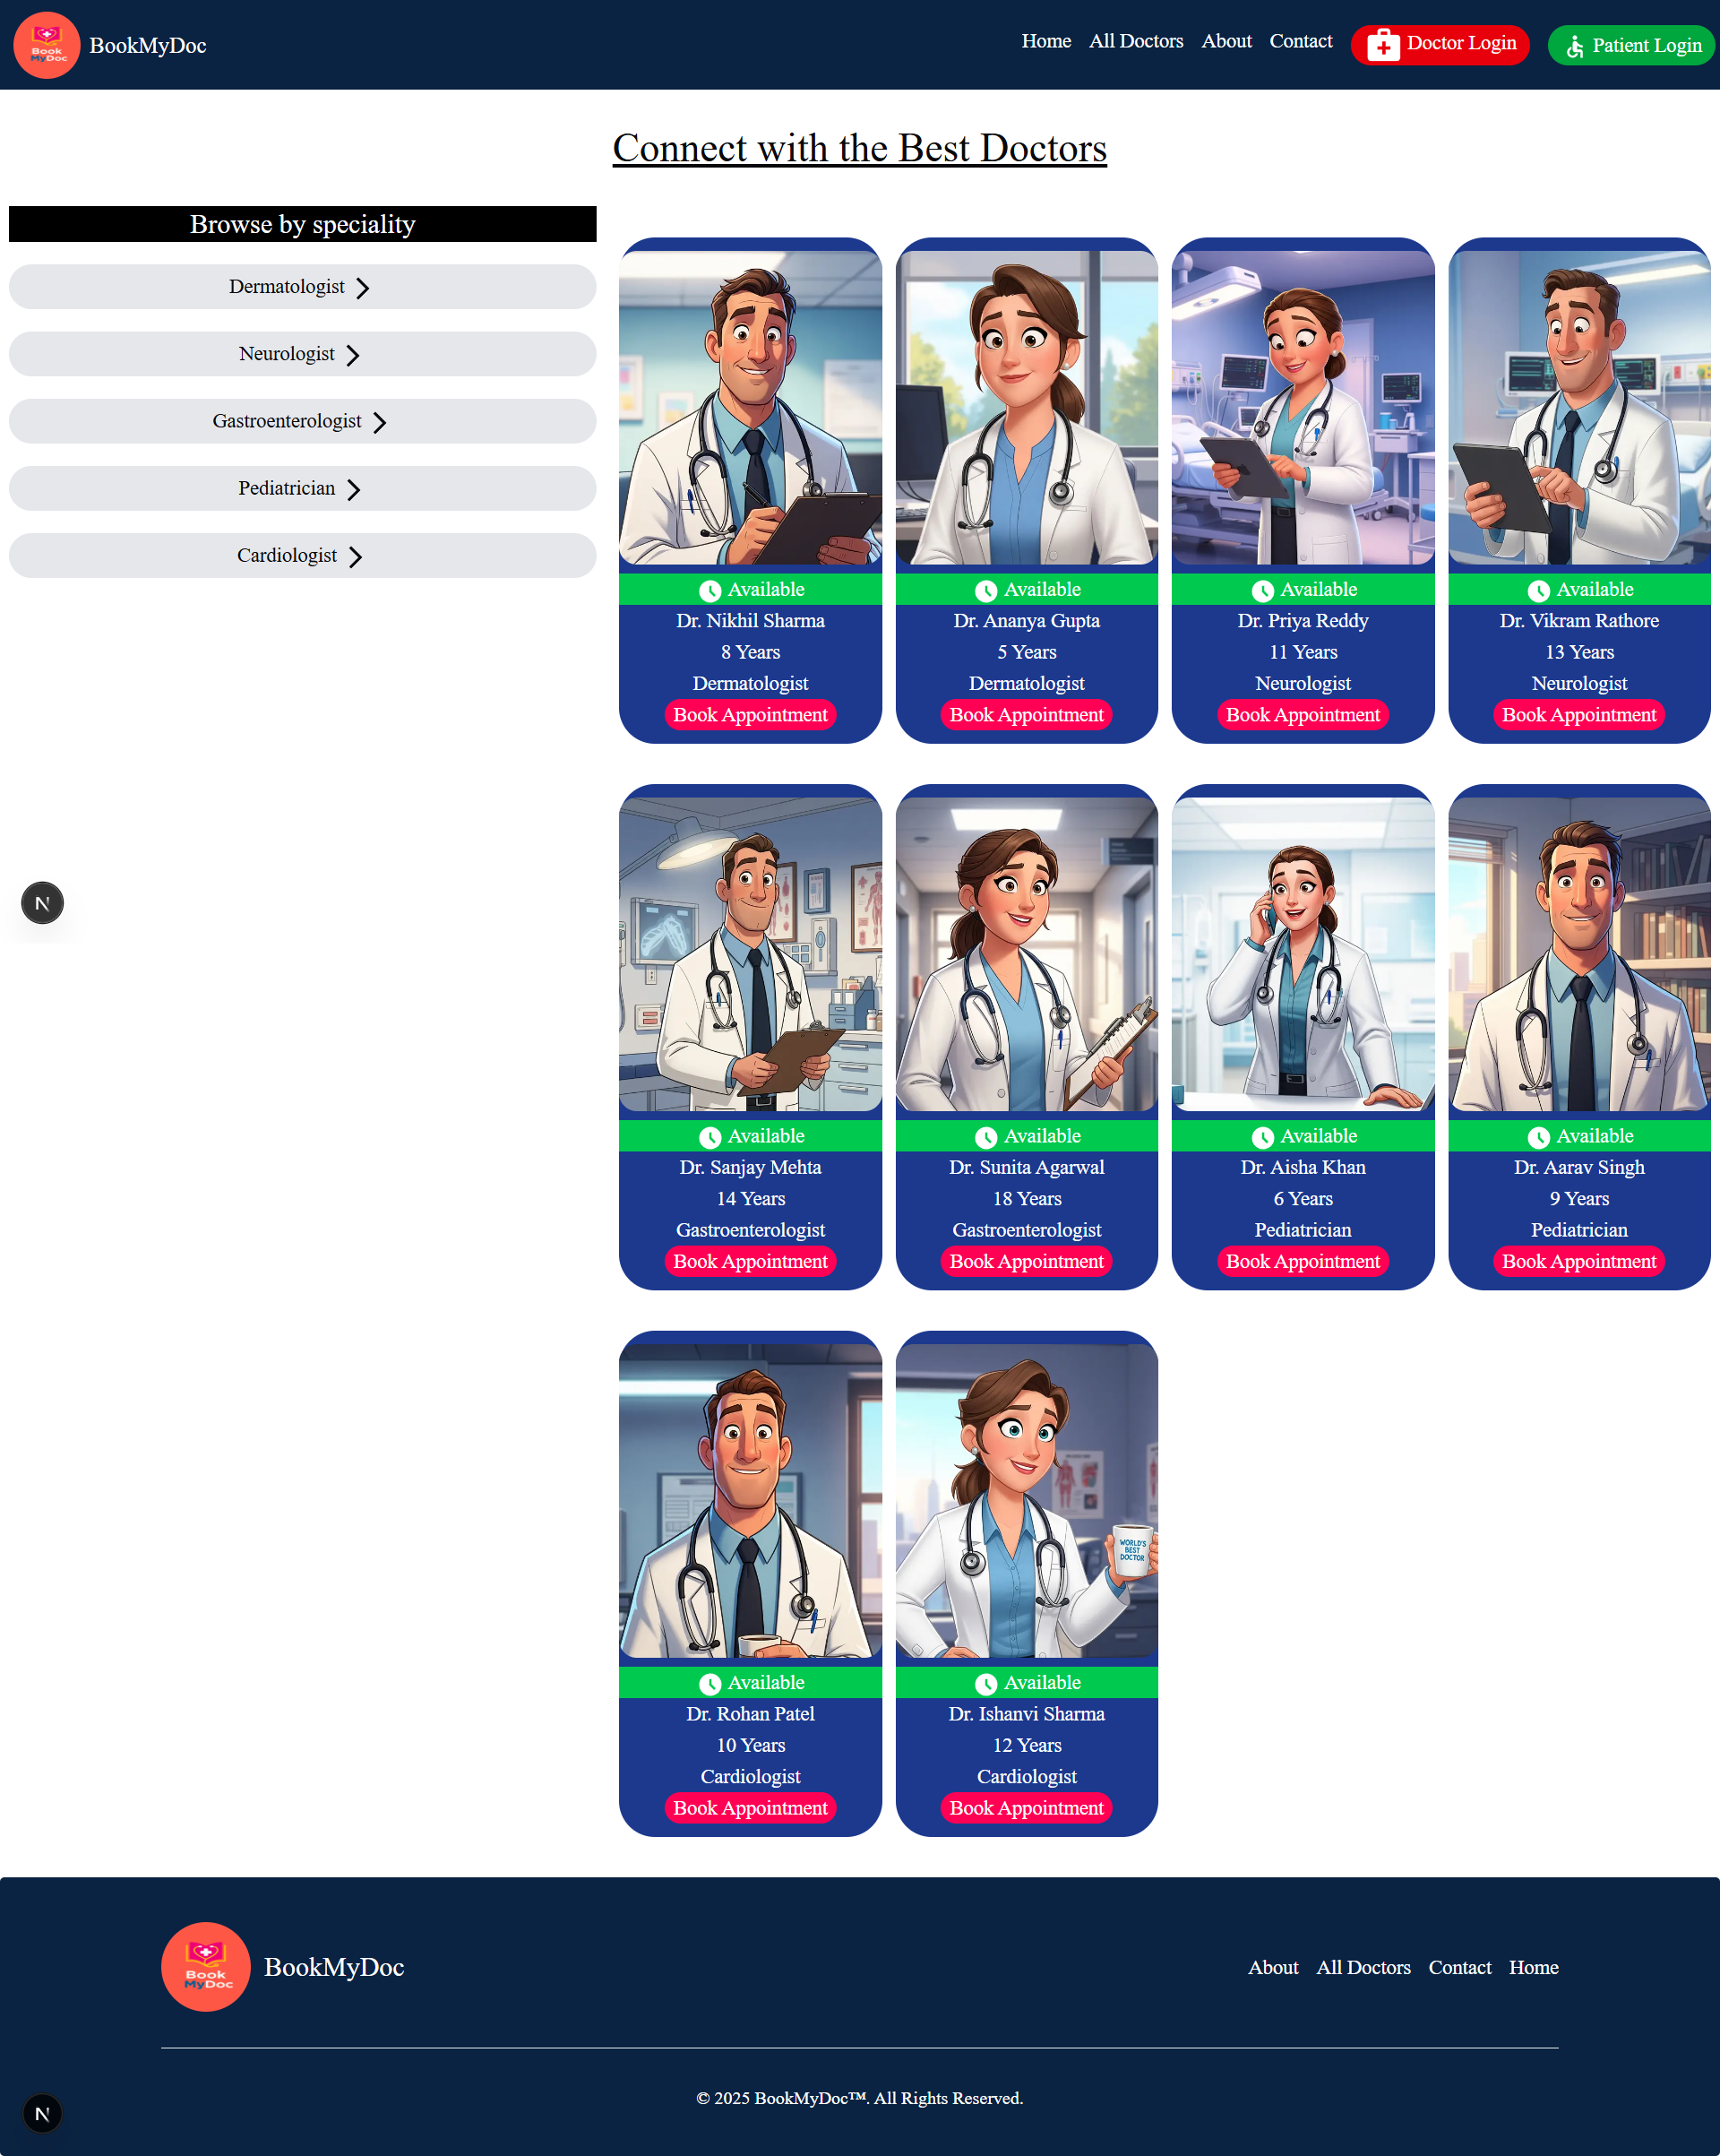 Book
MyDoc
BookMyDoc
Home All Doctors About Contact Doctor Login Patient Login
Connect with the Best Doctors
Browse by speciality
Dermatologist
Neurologist
Gastroenterologist
Pediatrician
Cardiologist
Available
Dr. Nikhil Sharma
8 Years
Dermatologist
Book Appointment
Available
Dr. Ananya Gupta
5 Years
Dermatologist
Book Appointment
Available
Dr. Priya Reddy
11 Years
Neurologist
Book Appointment
Available
Dr. Vikram Rathore
13 Years
Neurologist
Book Appointment
Available
Dr. Sanjay Mehta
14 Years
Gastroenterologist
Book Appointment
Available
Dr. Sunita Agarwal
18 Years
Gastroenterologist
Book Appointment
Available
Dr. Aisha Khan
6 Years
Pediatrician
Book Appointment
Available
Dr. Aarav Singh
9 Years
Pediatrician
Book Appointment
N
Available
Dr. Rohan Patel
10 Years
Cardiologist
Book Appointment
WORLD'S
BEST
DOCTOR
Available
Dr. Ishanvi Sharma
12 Years
Cardiologist
Book Appointment
Book
MyDoc
BookMyDoc
About All Doctors Contact Home
© 2025 BookMyDoc™. All Rights Reserved.
N